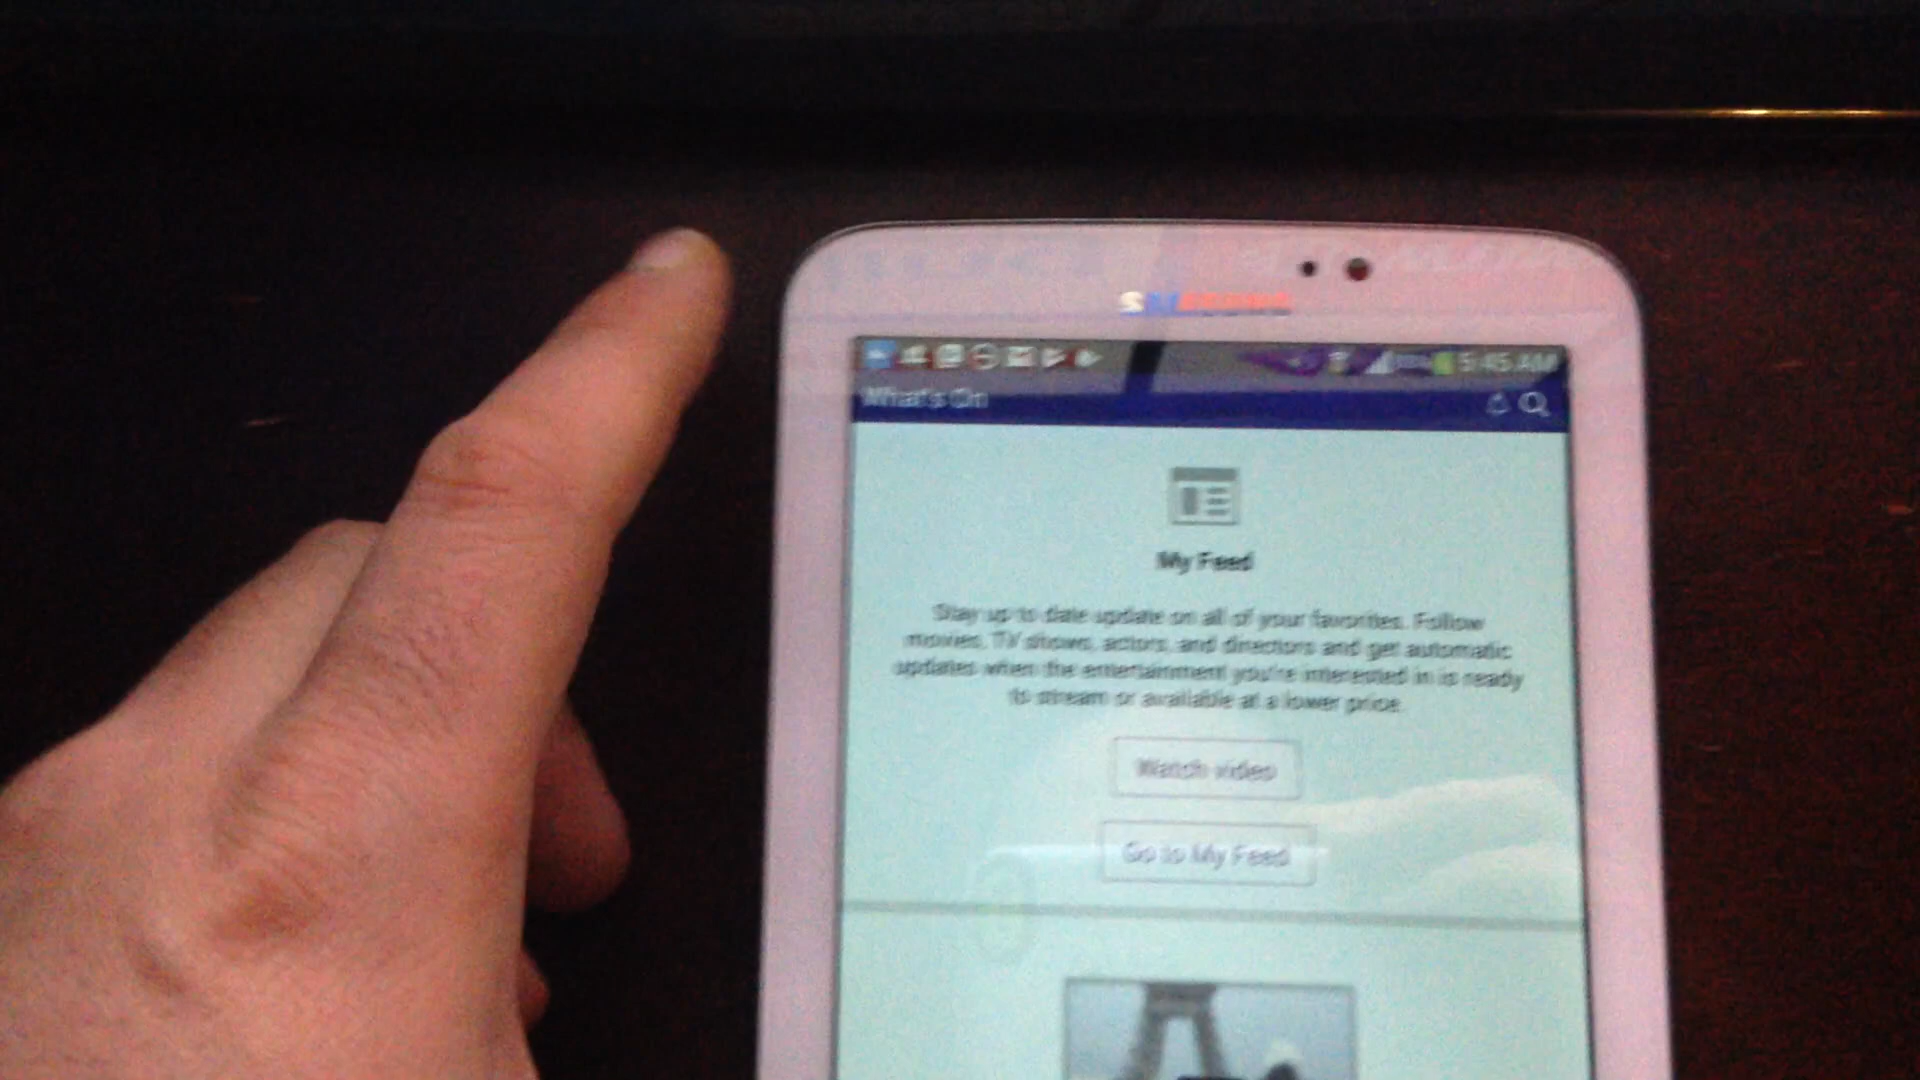 SAMSUNG
5:45 AM
What's On
My Feed
Stay up to date update on all of your favorites. Follow
movies, TV shows, actors, and directors and get automatic
updates when the entertainment you're interested in is ready
to stream or available at a lower price.
Watch video
Go to My Feed